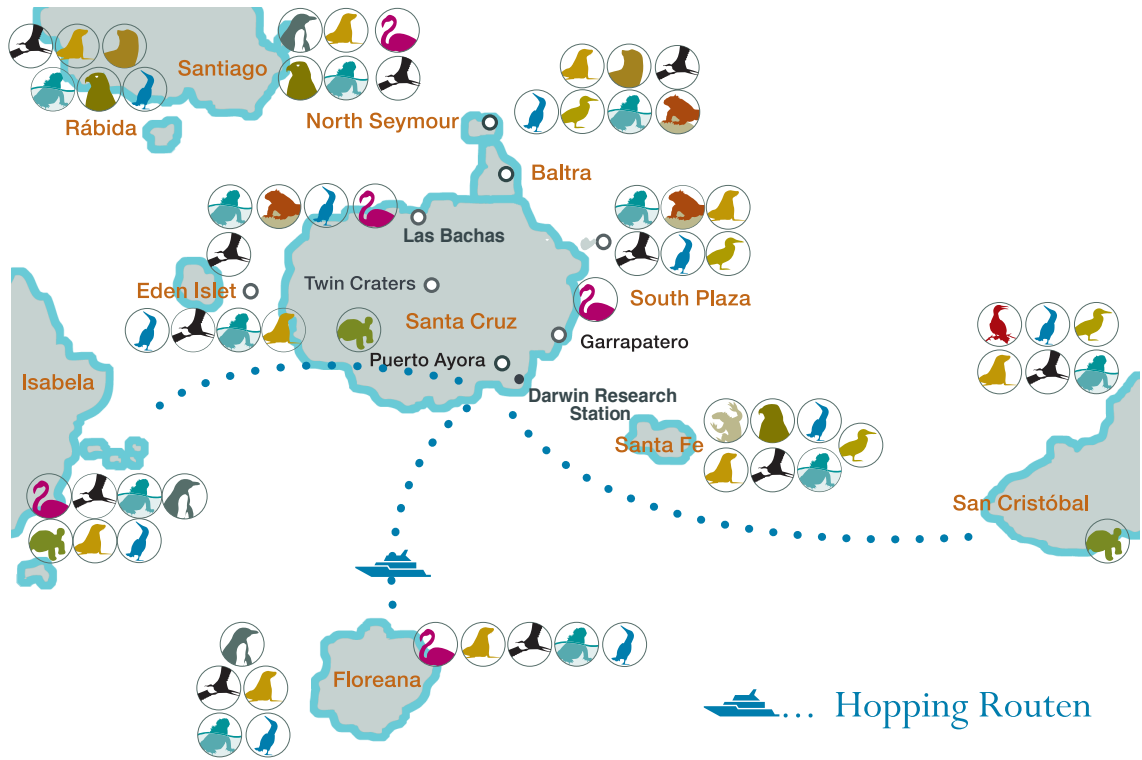 Santiago
Rábida
North Seymour
Baltra
Las Bachas
Eden Islet
Twin Craters
South Plaza
Santa Cruz
Garrapatero
Puerto Ayora
Isabela
Darwin Research
Station
Santa Fe
San Cristóbal
Floreana
... Hopping Routen